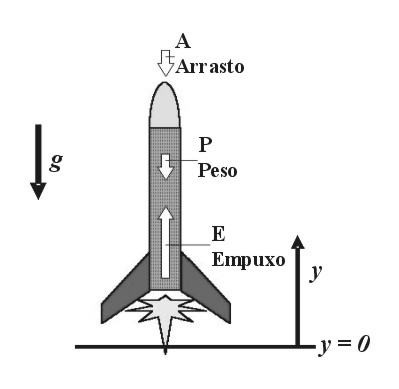 A
Arrasto
g
P
Peso
E
Empuxo
y
y = 0